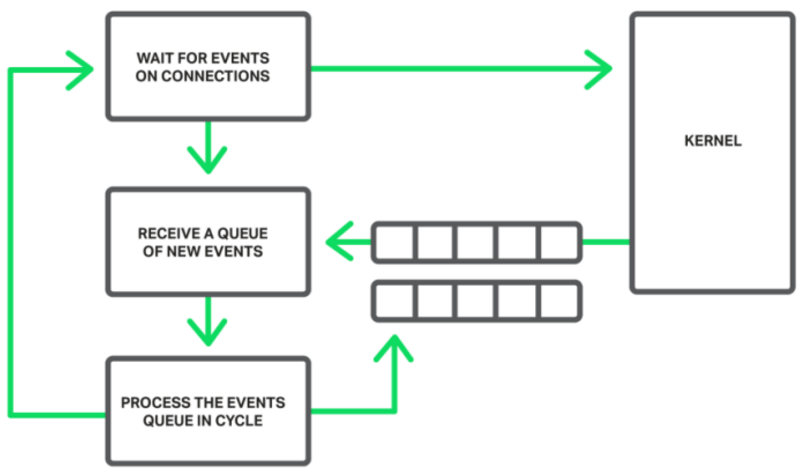 WAIT FOR EVENTS
ON CONNECTIONS
KERNEL
RECEIVE A QUEUE
OF NEW EVENTS
PROCESS THE EVENTS
QUEUE IN CYCLE